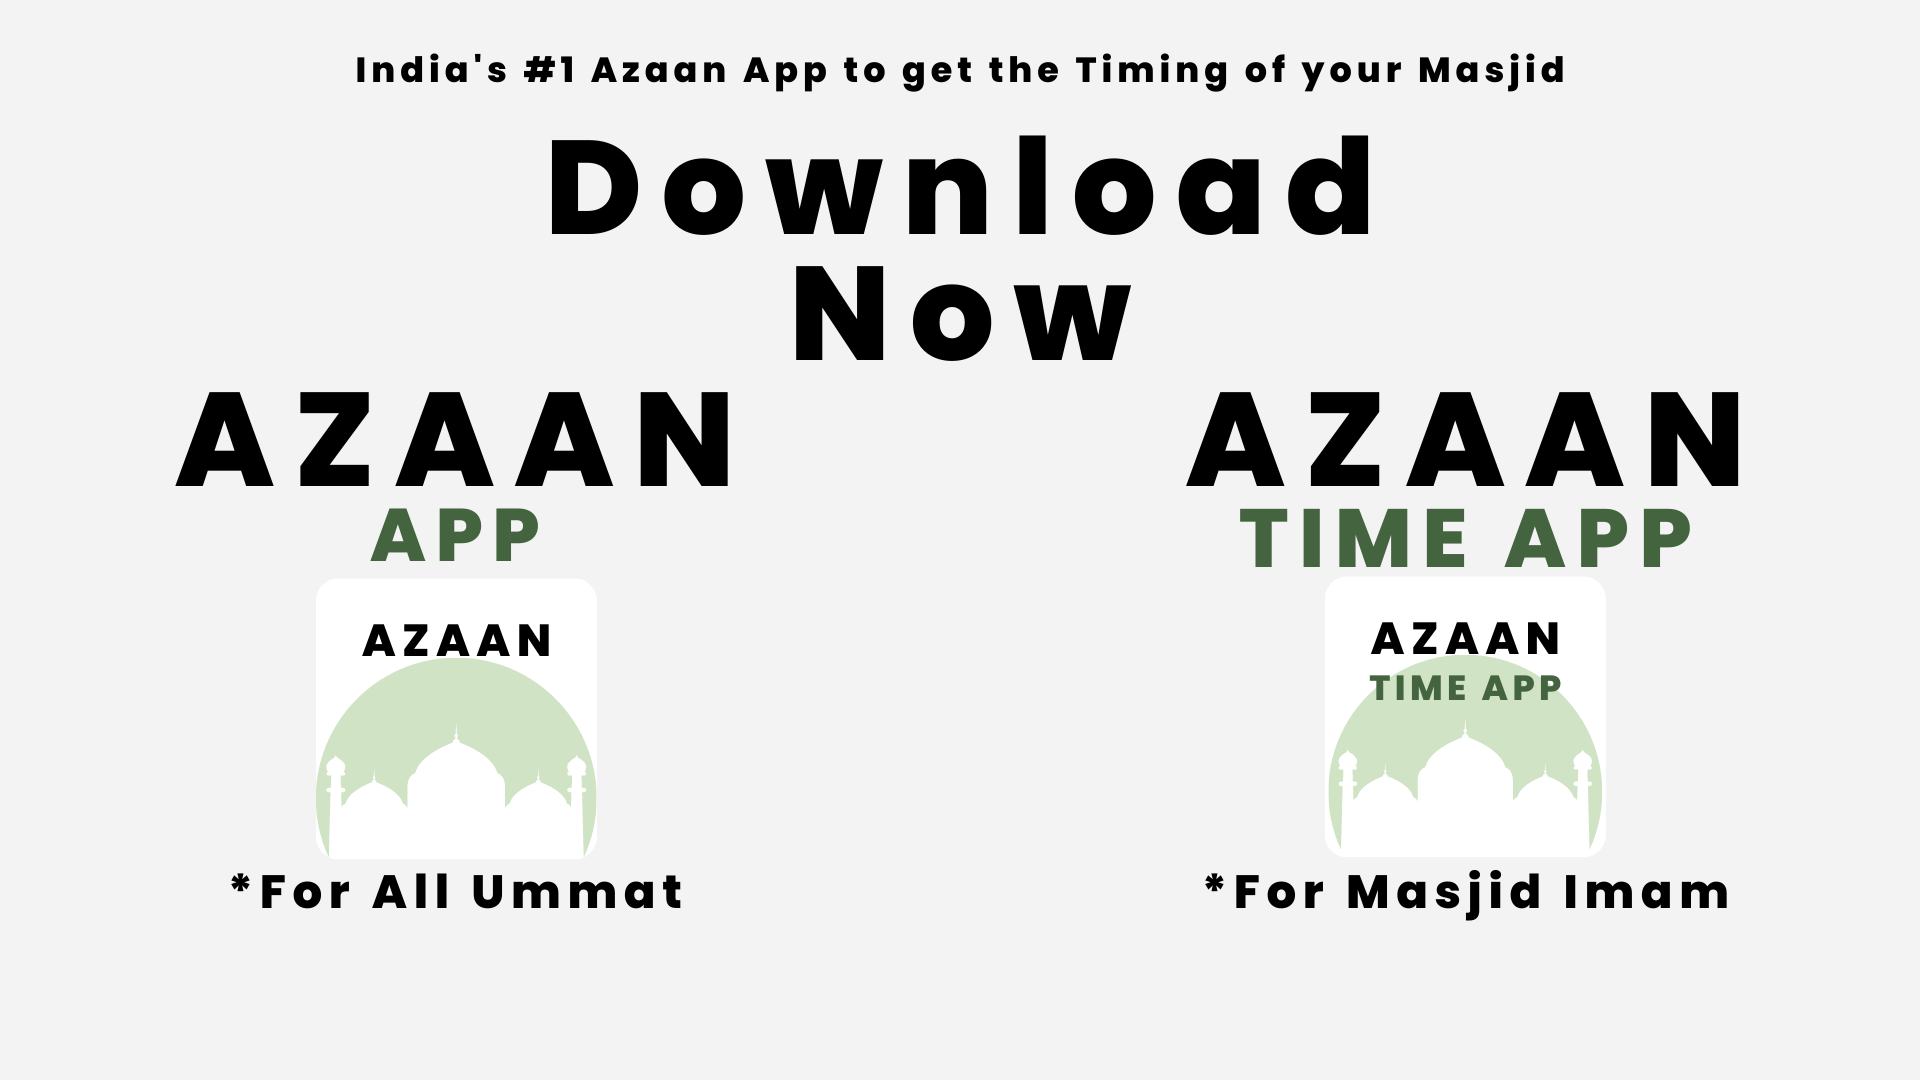 India's #1 Azaan App to get the Timing of your Masjid
Download
Now
AZAAN
APP
AZAAN
*For All Ummat
AZAAN
TIME APP
AZAAN
TIME APP
*For Masjid Imam